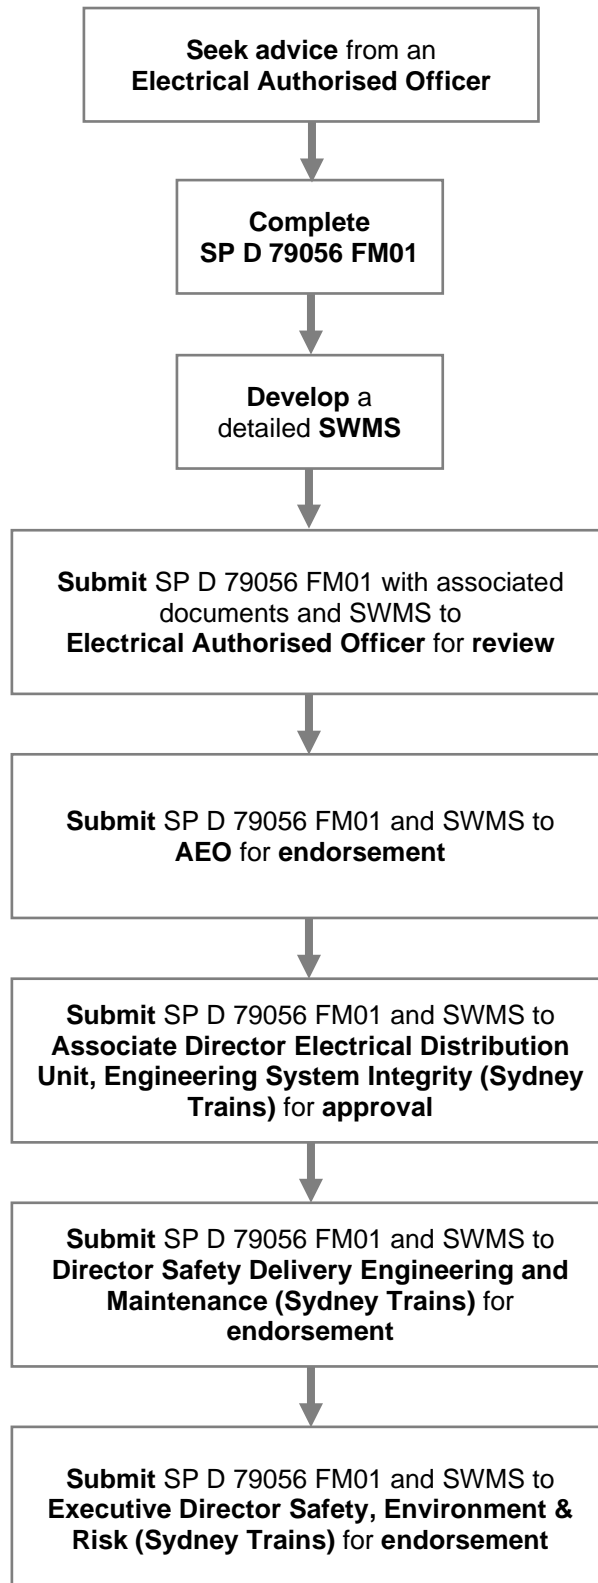 Seek advice from an
Electrical Authorised Officer
Complete
SP D 79056 FM01
Develop a
detailed SWMS
Submit SP D 79056 FM01 with associated
documents and SWMS to
Electrical Authorised Officer for review
Submit SP D 79056 FM01 and SWMS to
AEO for endorsement
Submit SP D 79056 FM01 and SWMS to
Associate Director Electrical Distribution
Unit, Engineering System Integrity (Sydney
Trains) for approval
Submit SP D 79056 FM01 and SWMS to
Director Safety Delivery Engineering and
Maintenance (Sydney Trains) for
endorsement
Submit SP D 79056 FM01 and SWMS to
Executive Director Safety, Environment &
Risk (Sydney Trains) for endorsement